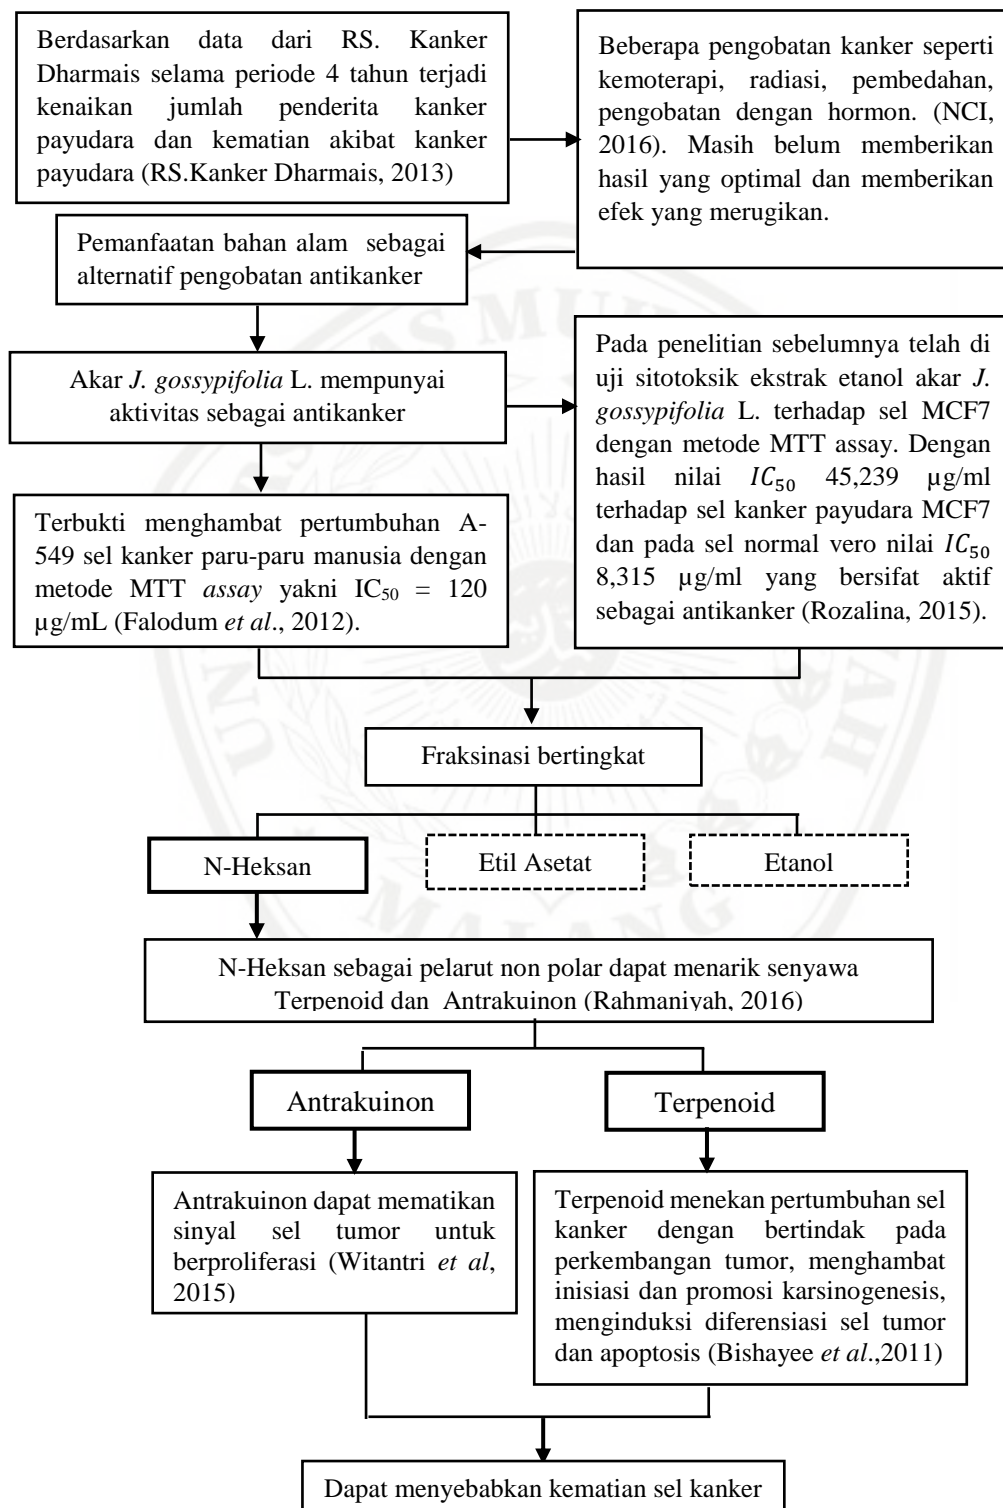 Berdasarkan data dari RS. Kanker
Dharmais selama periode 4 tahun terjadi
kenaikan jumlah penderita kanker
payudara dan kematian akibat kanker
payudara (RS.Kanker Dharmais, 2013)
Beberapa pengobatan kanker seperti
kemoterapi, radiasi, pembedahan,
pengobatan dengan hormon. (NCI,
2016). Masih belum memberikan
hasil yang optimal dan memberikan
efek yang merugikan.
Pemanfaatan bahan alam sebagai
alternatif pengobatan antikanker
Akar J. gossypifolia L. mempunyai
aktivitas sebagai antikanker
Pada penelitian sebelumnya telah di
uji sitotoksik ekstrak etanol akar J.
gossypifolia L. terhadap sel MCF7
dengan metode MTT assay. Dengan
hasil nilai IC50 45,239 µg/ml
terhadap sel kanker payudara MCF7
dan pada sel normal vero nilai IC50
8,315 µg/ml yang bersifat aktif
sebagai antikanker (Rozalina, 2015).
Terbukti menghambat pertumbuhan A-
549 sel kanker paru-paru manusia dengan
metode MTT assay yakni IC50 = 120
µg/mL (Falodum et al., 2012).
Fraksinasi bertingkat
N-Heksan
Etil Asetat
Etanol
N-Heksan sebagai pelarut non polar dapat menarik senyawa
Terpenoid dan Antrakuinon (Rahmaniyah, 2016)
Antrakuinon
Terpenoid
Antrakuinon dapat mematikan
sinyal sel tumor untuk
berproliferasi (Witantri et al,
2015)
Terpenoid menekan pertumbuhan sel
kanker dengan bertindak pada
perkembangan tumor, menghambat
inisiasi dan promosi karsinogenesis,
menginduksi diferensiasi sel tumor
dan apoptosis (Bishayee et al.,2011)
Dapat menyebabkan kematian sel kanker
MALANG